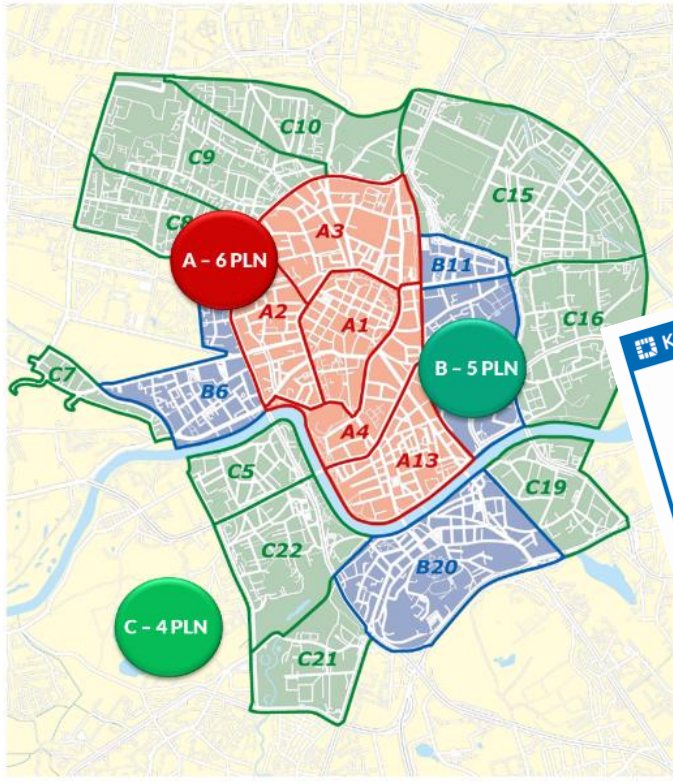 C10
C9
C15
C8
A3
A – 6 PLN
B11
A2
A1
C16
K
C7
B6
B – 5 PLN
A4
A13
C5
C19
C22
B20
C – 4 PLN
C21